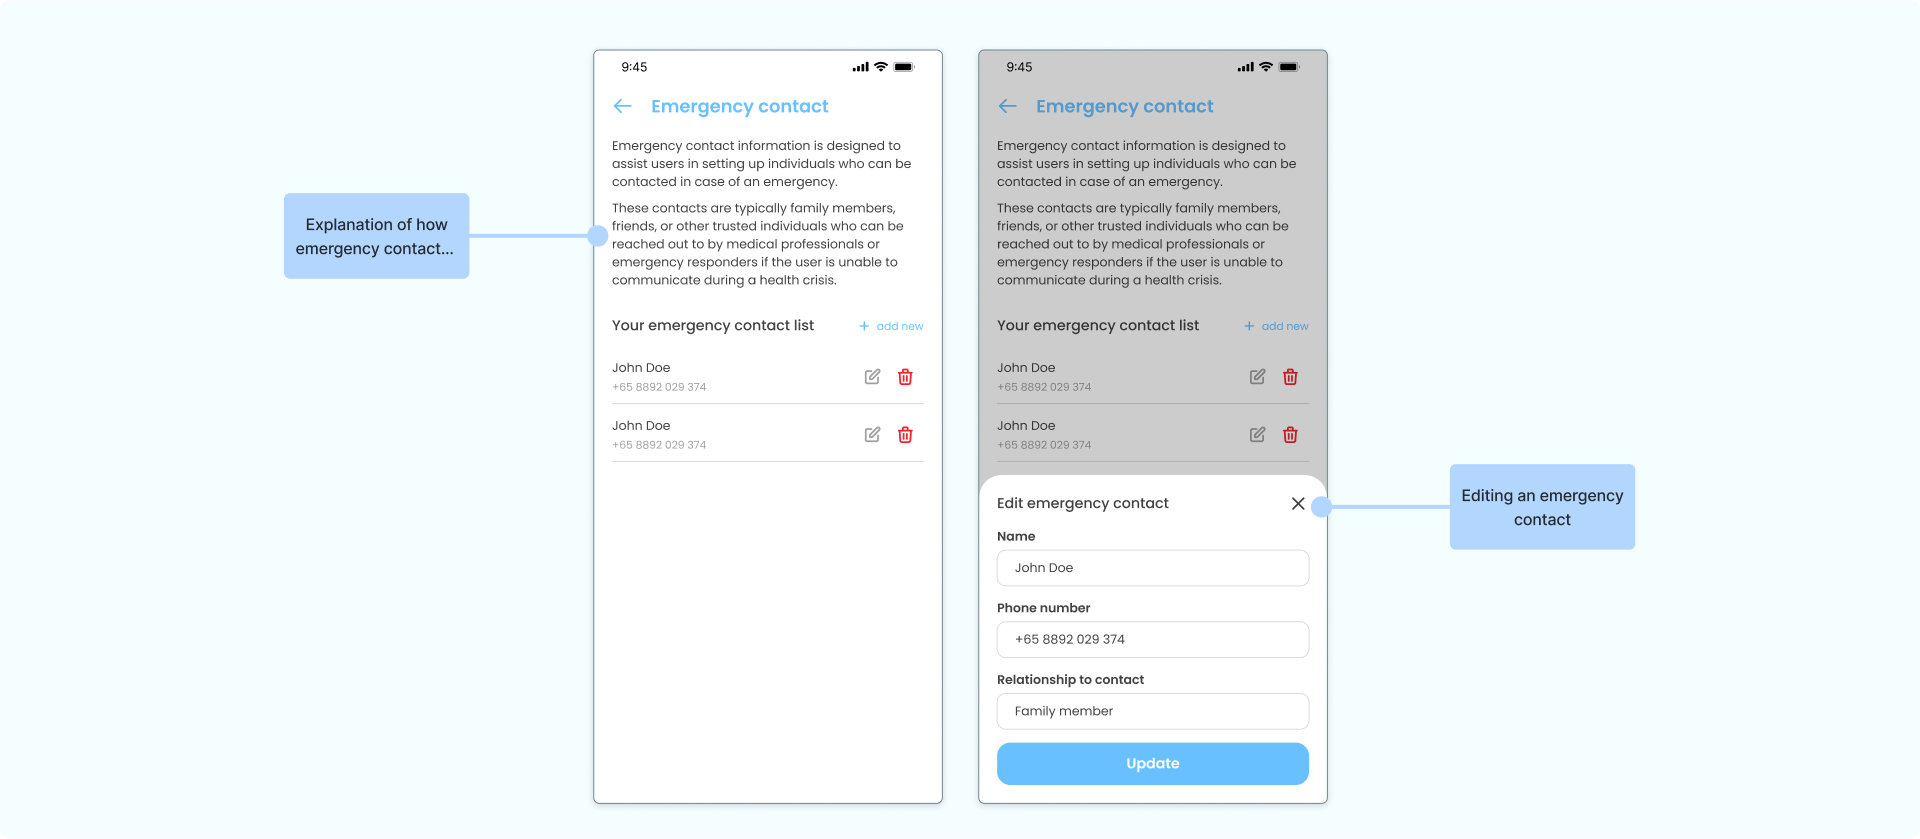 Explanation of how
emergency contact...
9:45
Emergency contact
Emergency contact information is designed to
assist users in setting up individuals who can be
contacted in case of an emergency.
These contacts are typically family members,
friends, or other trusted individuals who can be
reached out to by medical professionals or
emergency responders if the user is unable to
communicate during a health crisis.
Your emergency contact list
+ add new
John Doe
+65 8892 029 374
John Doe
+65 8892 029 374
9:45
Emergency contact
Emergency contact information is designed to
assist users in setting up individuals who can be
contacted in case of an emergency.
These contacts are typically family members,
friends, or other trusted individuals who can be
reached out to by medical professionals or
emergency responders if the user is unable to
communicate during a health crisis.
Your emergency contact list
+ add new
John Doe
+65 8892 029 374
John Doe
+65 8892 029 374
Edit emergency contact
Name
John Doe
Phone number
+65 8892 029 374
Relationship to contact
Family member
Update
Editing an emergency
contact